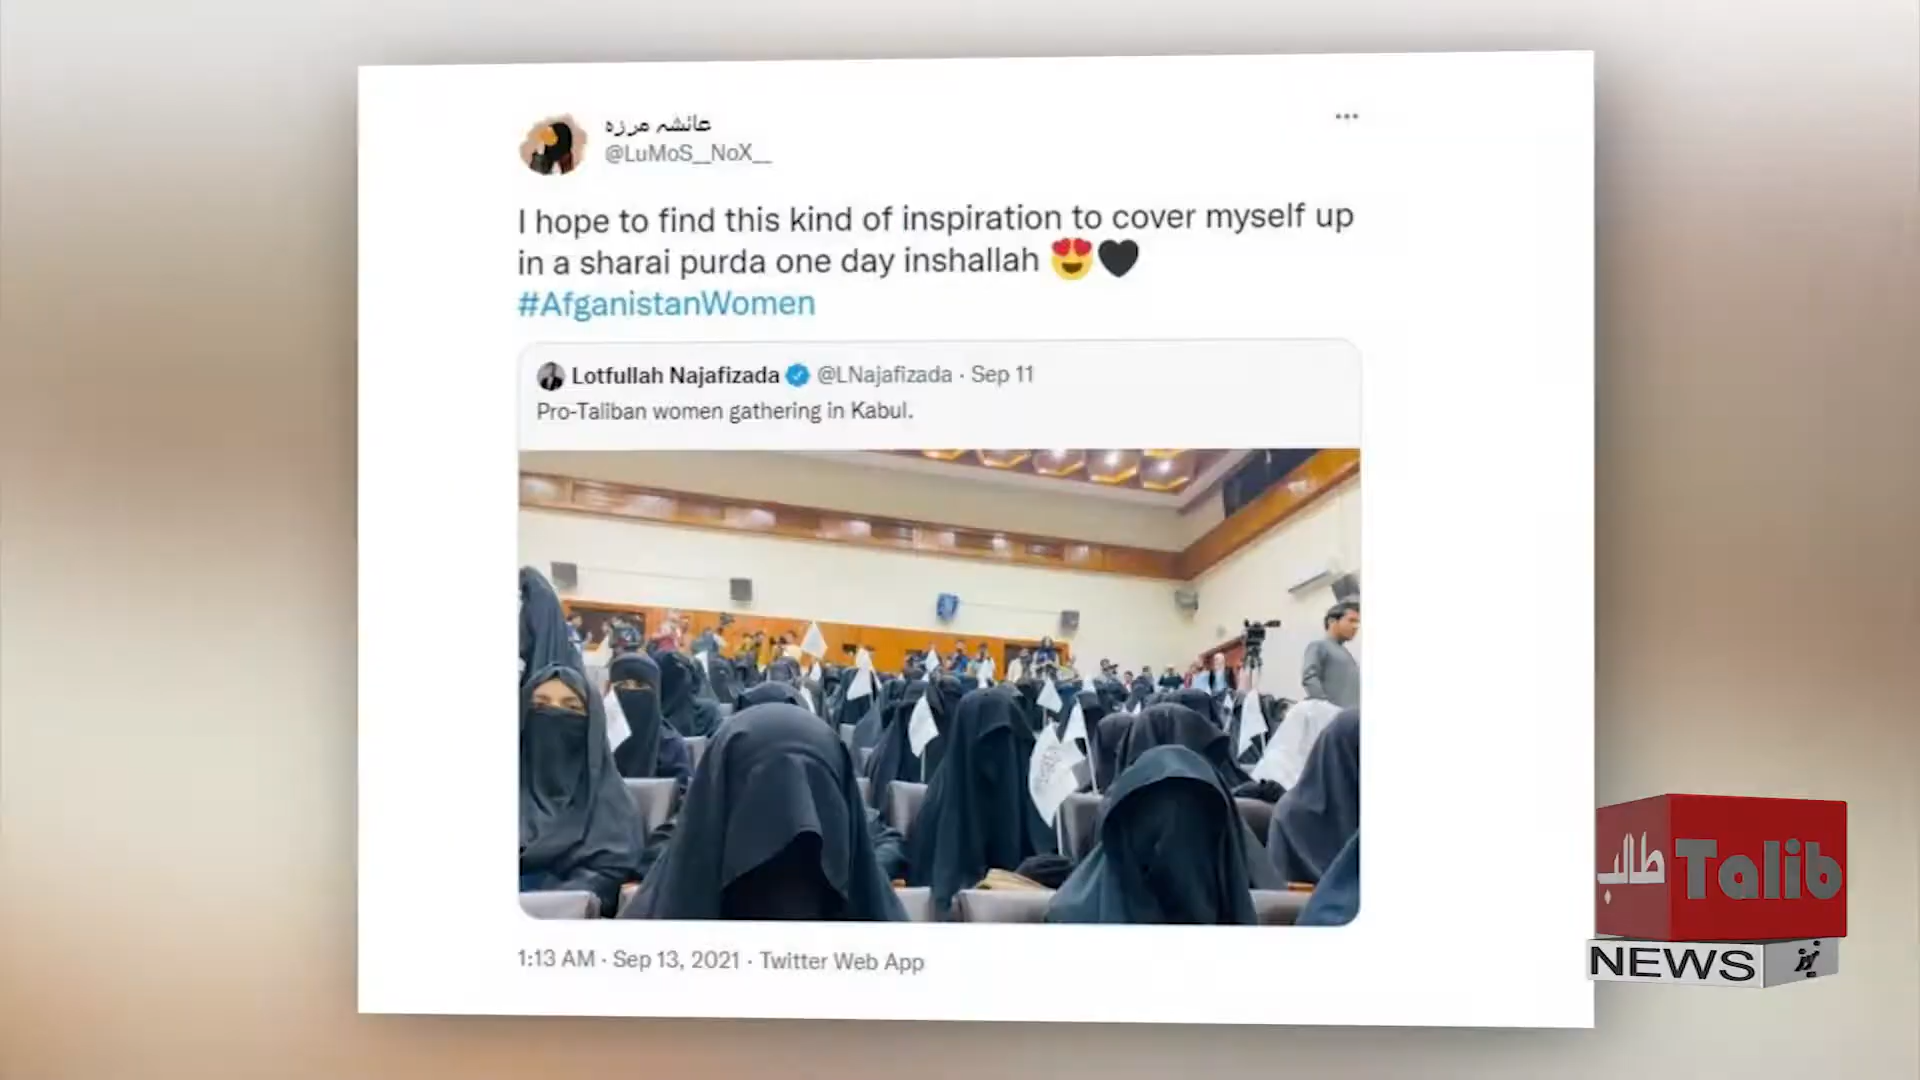 عائشہ مرزہ
@LuMoS__NoX__
I hope to find this kind of inspiration to cover myself up
in a sharai purda one day inshallah 😍🖤
#AfganistanWomen
Lotfullah Najafizada @LNajafizada · Sep 11
Pro-Taliban women gathering in Kabul.
1:13 AM · Sep 13, 2021 · Twitter Web App
طالب Talib
NEWS نیوز